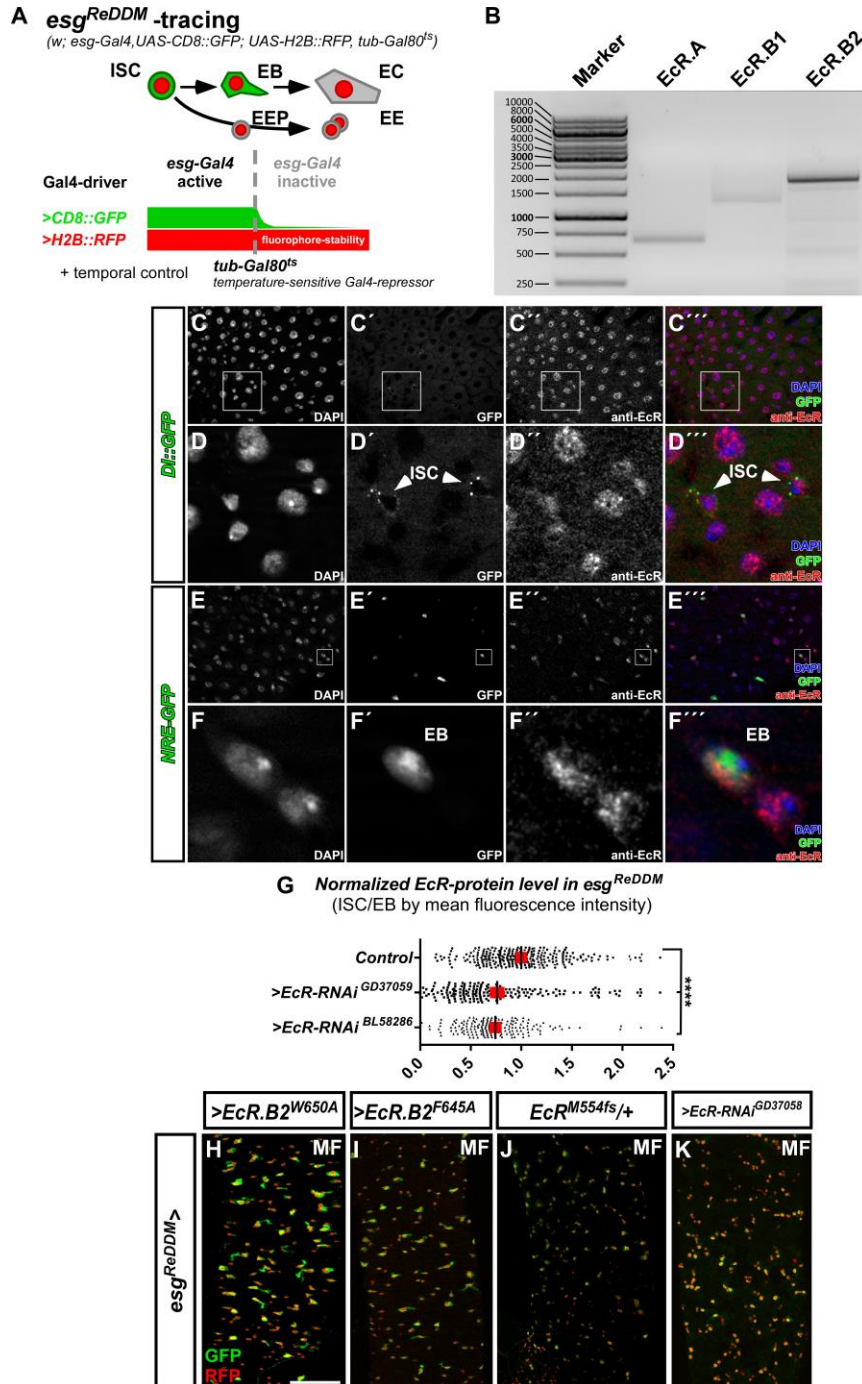 A esg^ReDDM -tracing
(w; esg-Gal4,UAS-CD8::GFP; UAS-H2B::RFP, tub-Gal80^ts)
ISC EB EC
EEP EE
esg-Gal4 active
esg-Gal4 inactive
Gal4-driver
>CD8::GFP
>H2B::RFP fluorophore-stability
+ temporal control
tub-Gal80^ts
temperature-sensitive Gal4-repressor
B
Marker EcR.A EcR.B1 EcR.B2
10000
8000
6000
5000
4000
3500
3000
2500
2000
1500
1000
750
500
250
Dl::GFP
C C´ C´´ C´´´
DAPI GFP anti-EcR DAPI GFP anti-EcR
D D´ D´´ D´´´
ISC ISC
DAPI GFP anti-EcR DAPI GFP anti-EcR
NRE-GFP
E E´ E´´ E´´´
DAPI GFP anti-EcR DAPI GFP anti-EcR
F F´ F´´ F´´´
EB EB
DAPI GFP anti-EcR DAPI GFP anti-EcR
G Normalized EcR-protein level in esg^ReDDM
(ISC/EB by mean fluorescence intensity)
Control
>EcR-RNAi^GD37059
>EcR-RNAi^BL58286
****
0.0 0.5 1.0 1.5 2.0 2.5
>EcR.B2^W650A >EcR.B2^F645A EcR^M554fs/+ >EcR-RNAi^GD37058
esg^ReDDM>
H MF I MF J MF K MF
GFP
RFP